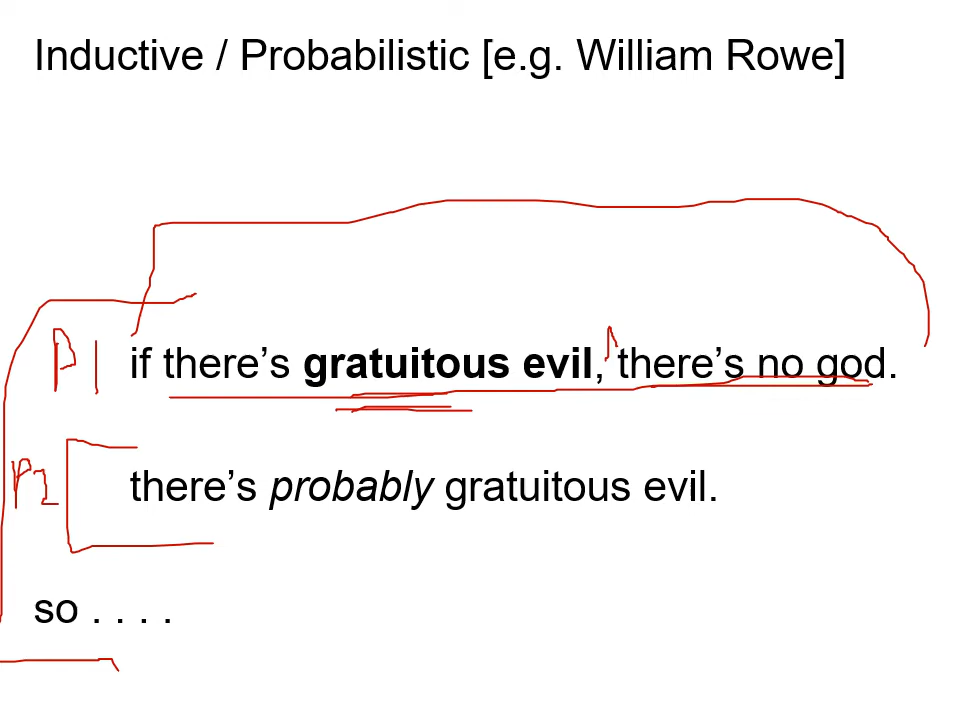 Inductive / Probabilistic [e.g. William Rowe]
P1 if there’s gratuitous evil, there’s no god.
P2 there’s probably gratuitous evil.
so . . . .